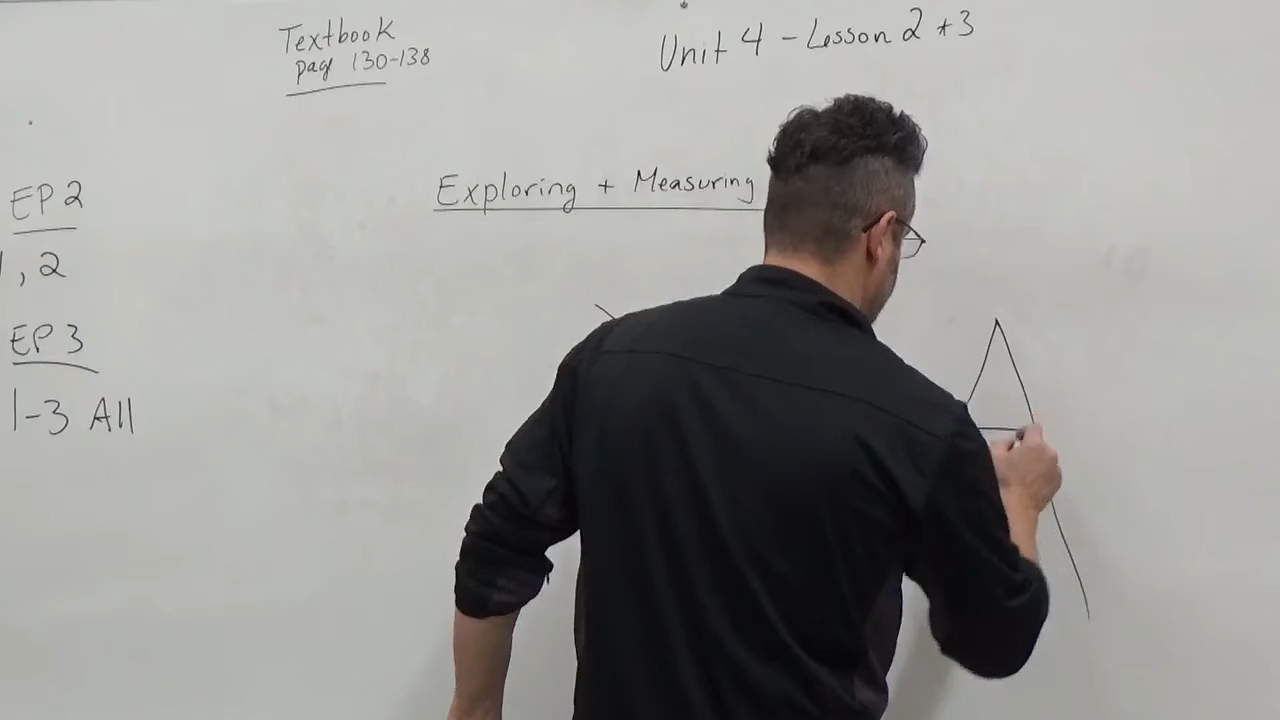 Textbook
pag 130-138
Unit 4 - Lesson 2 + 3
Exploring + Measuring
EP 2
1, 2
EP 3
1-3 All